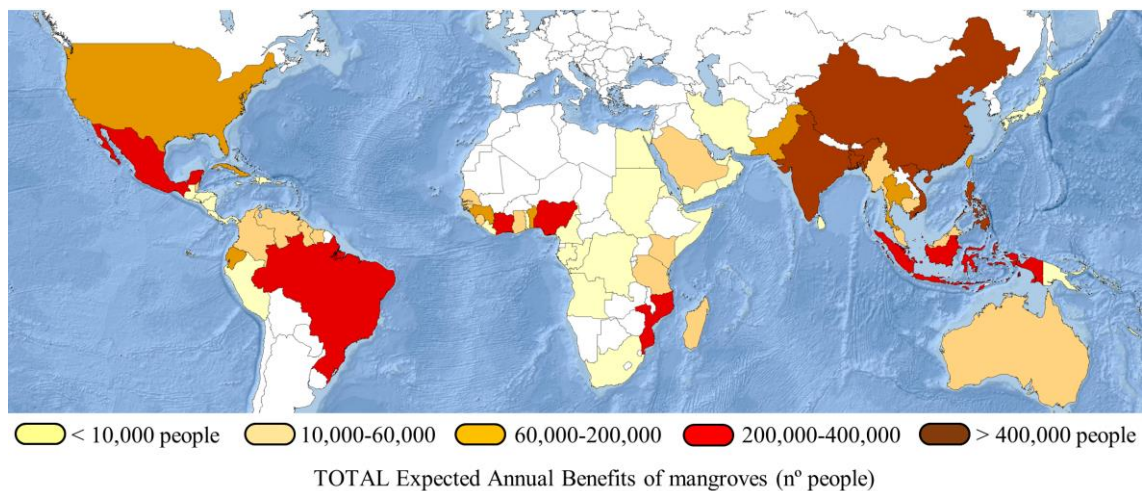 < 10,000 people 10,000-60,000 60,000-200,000 200,000-400,000 > 400,000 people
TOTAL Expected Annual Benefits of mangroves (nº people)